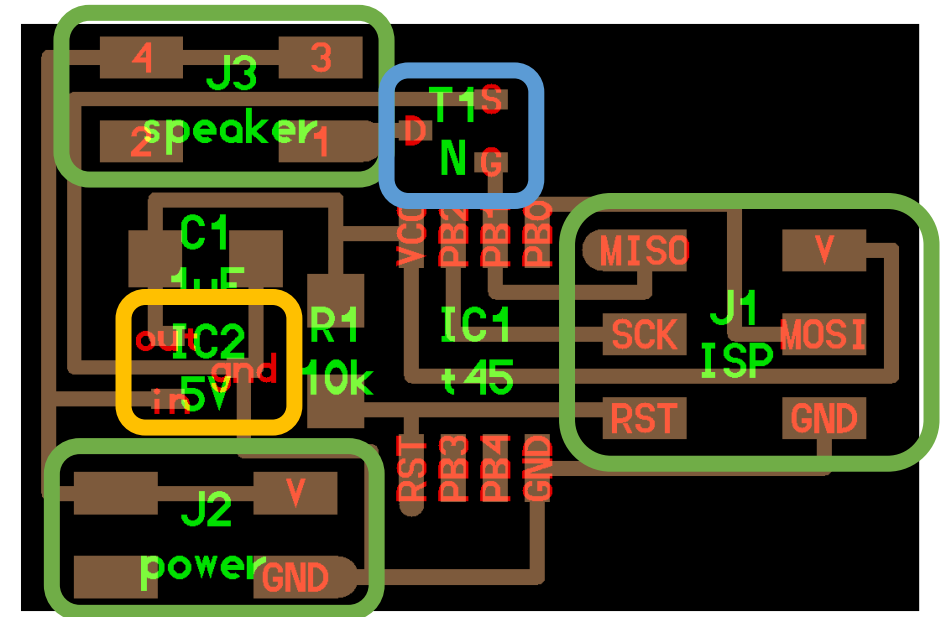 4
3
J3
speaker
2
1
T1
S
D
N
G
C1
1uF
VCC
PB2
PB1
PB0
MISO
V
out
IC2
gnd
5V
in
R1
10k
IC1
t45
SCK
J1
MOSI
ISP
RST
GND
V
J2
power
GND
RST
PB3
PB4
GND